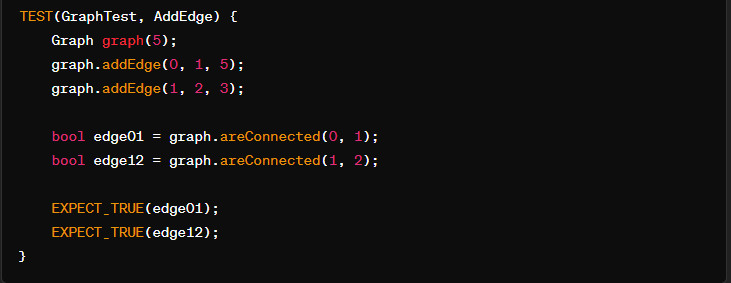 TEST(GraphTest, AddEdge) {
    Graph graph(5);
    graph.addEdge(0, 1, 5);
    graph.addEdge(1, 2, 3);

    bool edge01 = graph.areConnected(0, 1);
    bool edge12 = graph.areConnected(1, 2);

    EXPECT_TRUE(edge01);
    EXPECT_TRUE(edge12);
}